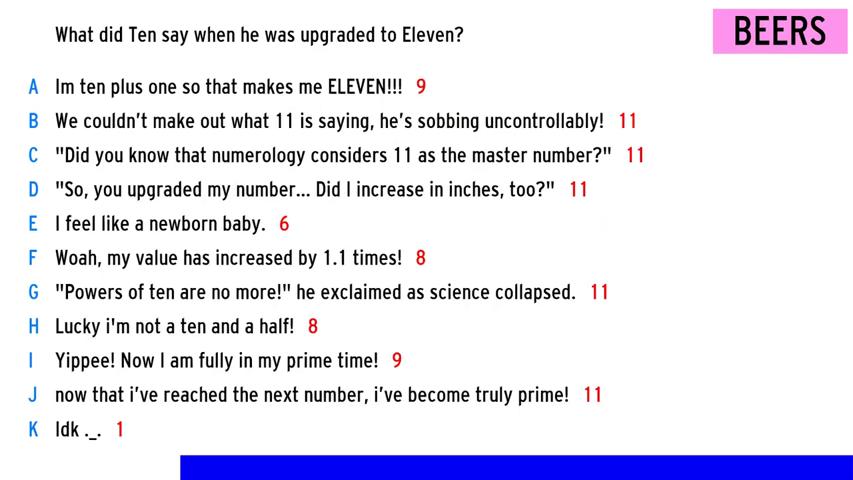 What did Ten say when he was upgraded to Eleven?
BEERS
A Im ten plus one so that makes me ELEVEN!!! 9
B We couldn't make out what 11 is saying, he's sobbing uncontrollably! 11
C "Did you know that numerology considers 11 as the master number?" 11
D "So, you upgraded my number... Did I increase in inches, too?" 11
E I feel like a newborn baby. 6
F Woah, my value has increased by 1.1 times! 8
G "Powers of ten are no more!" he exclaimed as science collapsed. 11
H Lucky i'm not a ten and a half! 8
I Yippee! Now I am fully in my prime time! 9
J now that i've reached the next number, i've become truly prime! 11
K Idk ._. 1